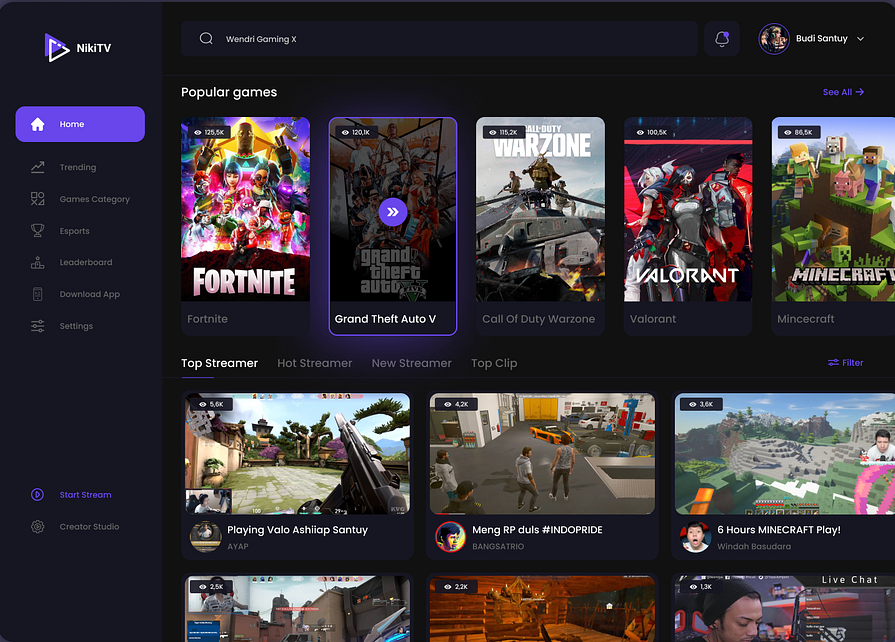 NikiTV
Wendri Gaming X
Budi Santuy
Home
Trending
Games Category
Esports
Leaderboard
Download App
Settings
Start Stream
Creator Studio
Popular games
See All
125,5K
FORTNITE
Fortnite
120,1K
grand
theft
auto V
Grand Theft Auto V
115,2K
CALL OF DUTY
WARZONE
Call Of Duty Warzone
100,5K
VALORANT
Valorant
86,5K
MINECRAFT
Mincecraft
Top Streamer
Hot Streamer
New Streamer
Top Clip
Filter
5,6K
100
Playing Valo Ashiiap Santuy
AYAP
4,2K
Meng RP duls #INDOPRIDE
BANGSATRIO
3,6K
6 Hours MINECRAFT Play!
Windah Basudara
2,5K
2,2K
1,3K
Live Chat